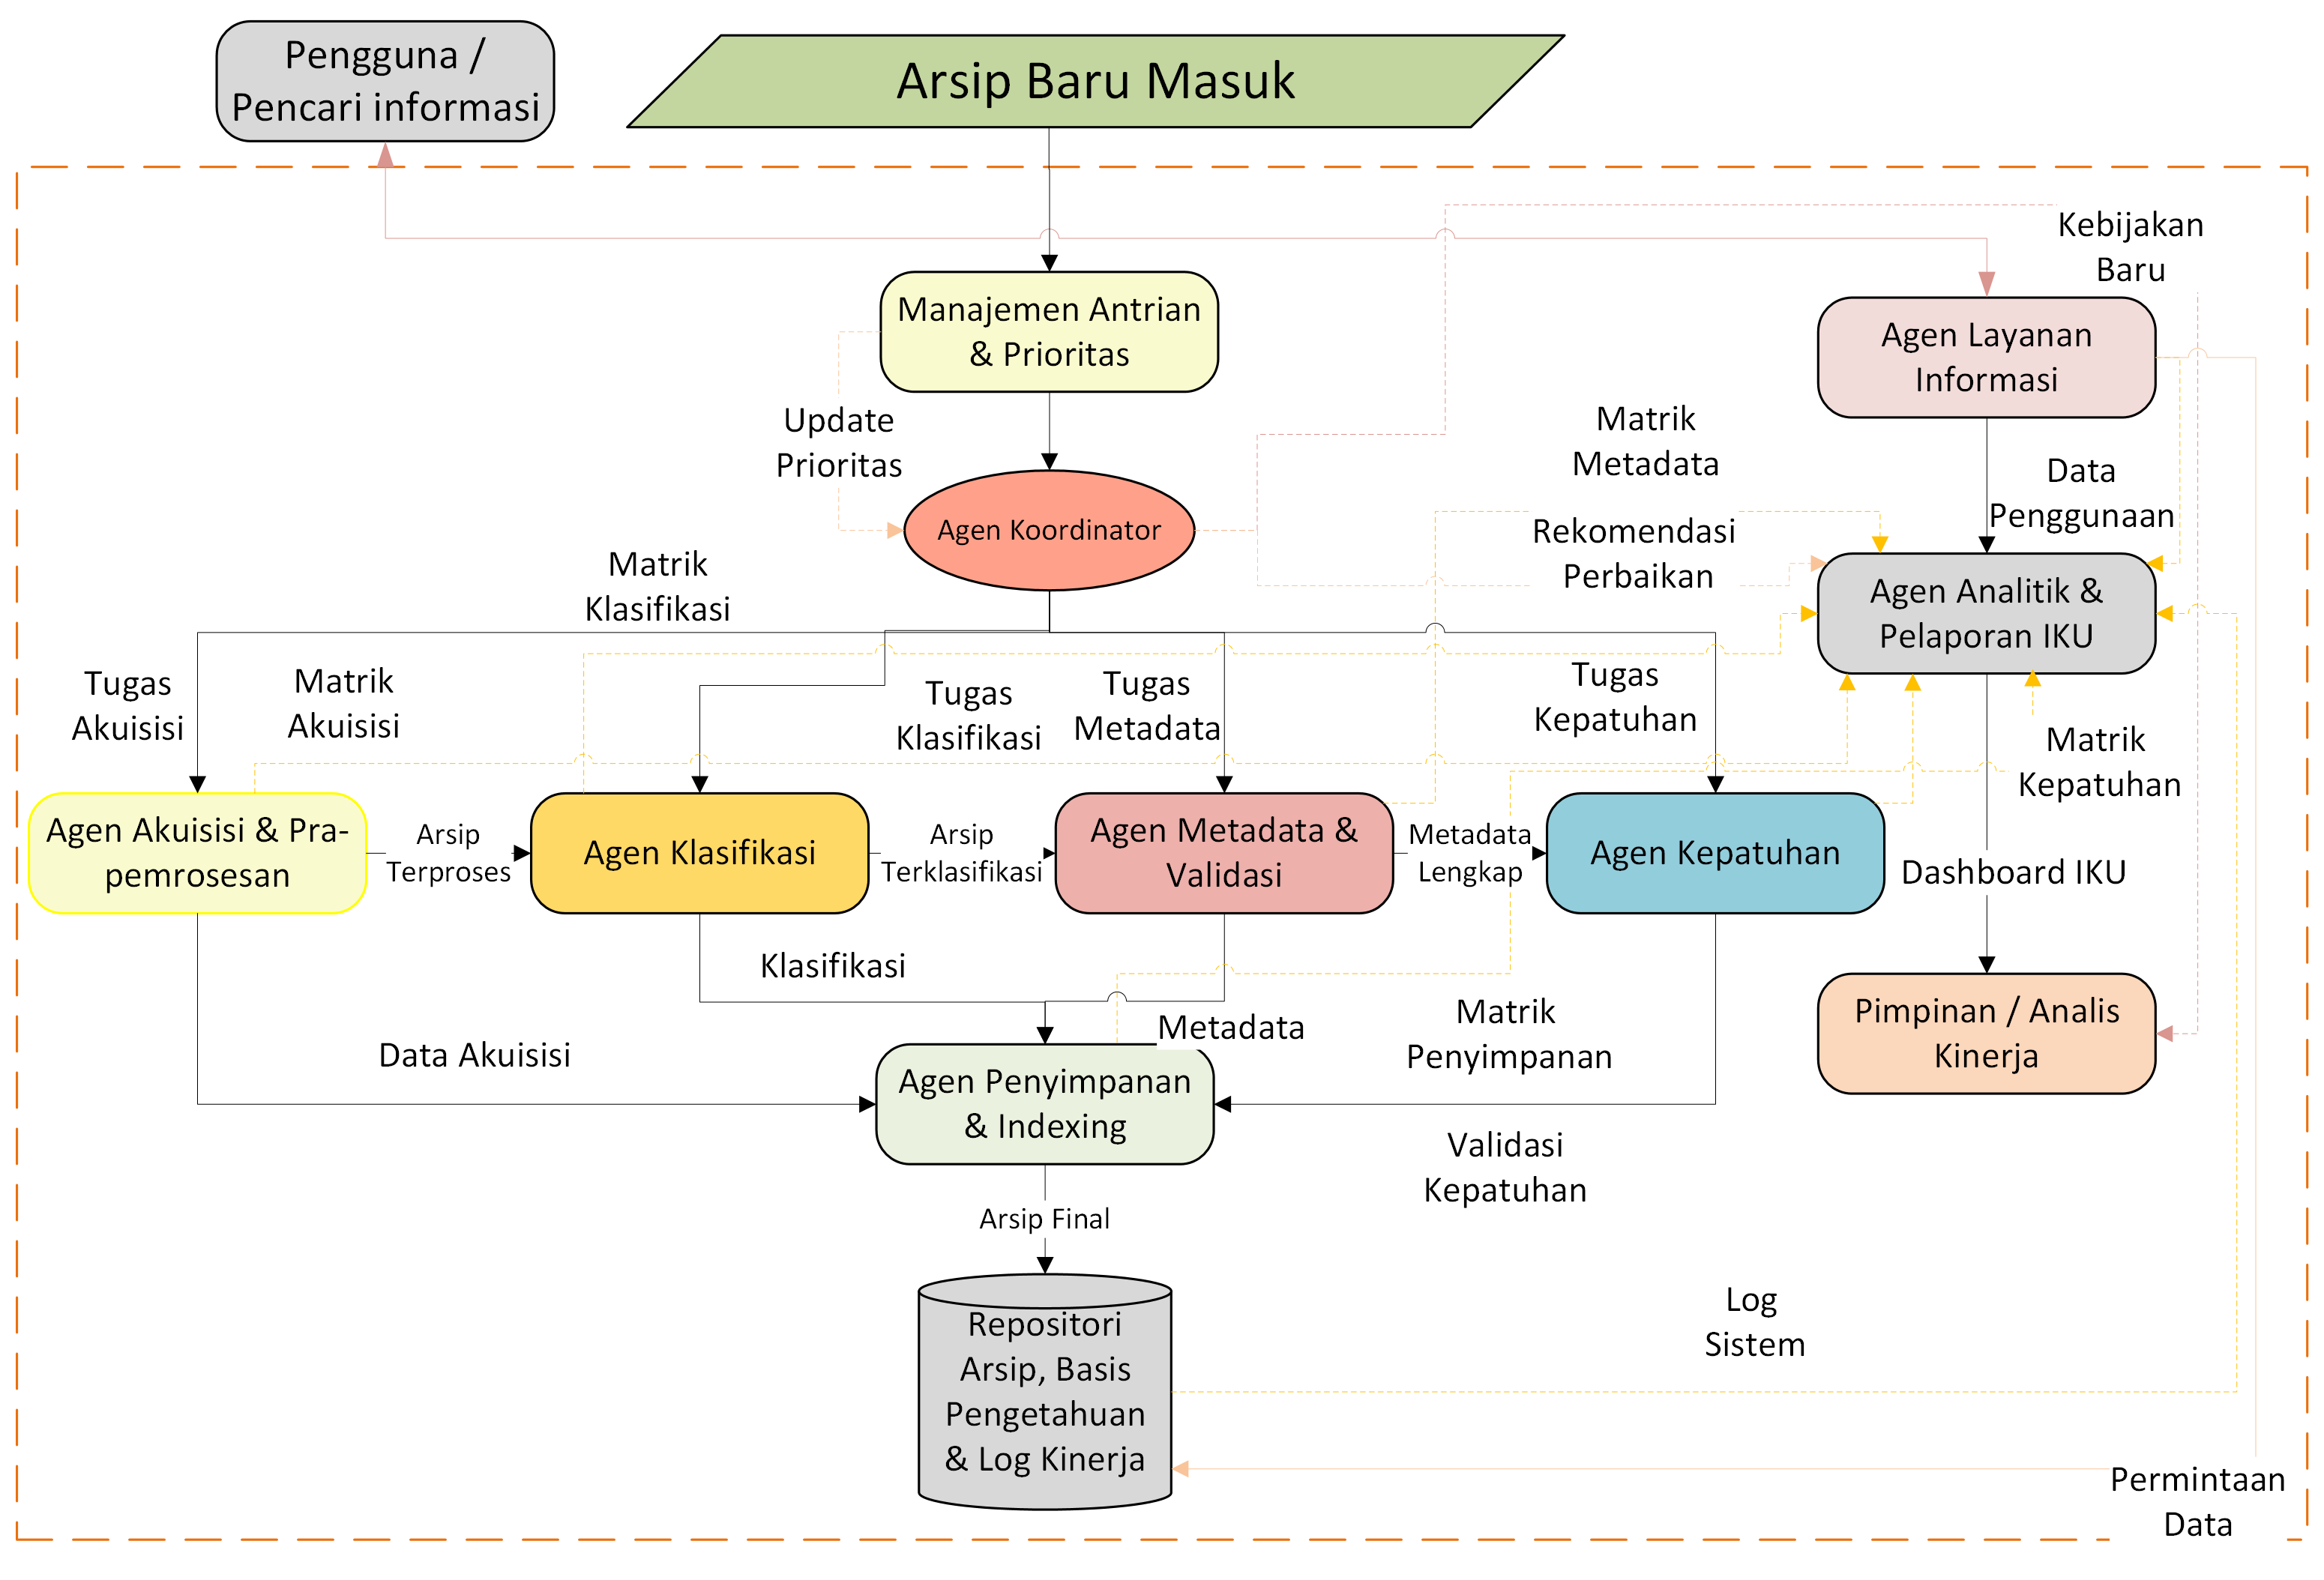 Pengguna /
Pencari informasi
Arsip Baru Masuk
Kebijakan
Baru
Manajemen Antrian
& Prioritas
Agen Layanan
Informasi
Update
Prioritas
Matrik
Metadata
Data
Penggunaan
Agen Koordinator
Rekomendasi
Perbaikan
Matrik
Klasifikasi
Agen Analitik &
Pelaporan IKU
Tugas
Akuisisi
Matrik
Akuisisi
Tugas
Klasifikasi
Tugas
Metadata
Tugas
Kepatuhan
Matrik
Kepatuhan
Agen Akuisisi & Pra-
pemrosesan
Arsip
Terproses
Agen Klasifikasi
Arsip
Terklasifikasi
Agen Metadata &
Validasi
Metadata
Lengkap
Agen Kepatuhan
Dashboard IKU
Klasifikasi
Data Akuisisi
Metadata
Matrik
Penyimpanan
Pimpinan / Analis
Kinerja
Agen Penyimpanan
& Indexing
Validasi
Kepatuhan
Arsip Final
Repositori
Arsip, Basis
Pengetahuan
& Log Kinerja
Log
Sistem
Permintaan
Data